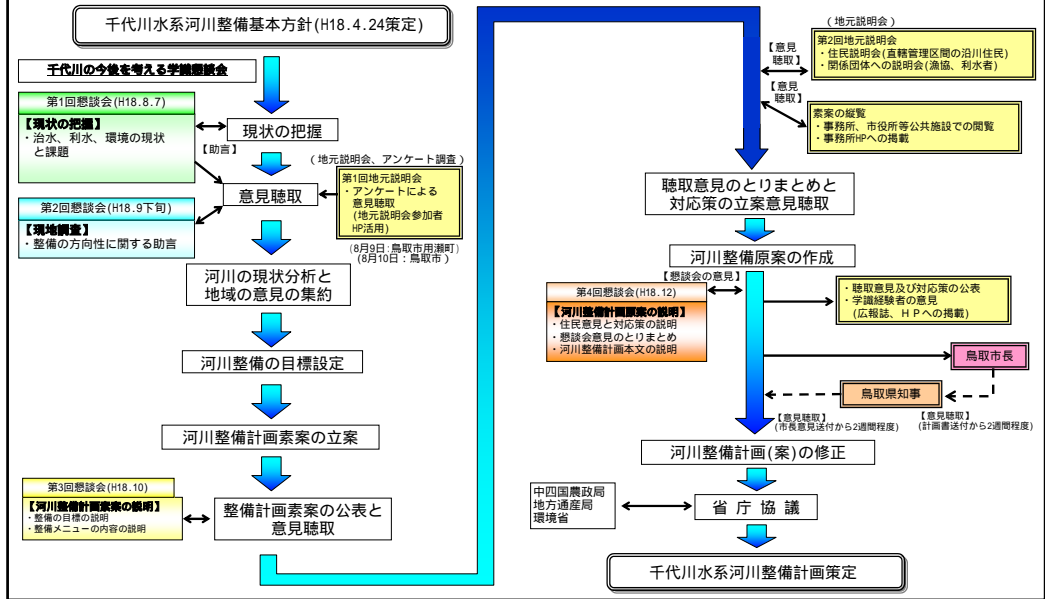 千代川水系河川整備基本方針(H18.4.24策定)
千代川の今後を考える学識懇談会
第1回懇談会(H18.8.7)
【現状の把握】
・治水、利水、環境の現状
と課題
【助言】
現状の把握
(地元説明会、アンケート調査)
第1回地元説明会
・アンケートによる
意見聴取
(地元説明会参加者
HP活用)
(8月9日:鳥取市用瀬町)
(8月10日:鳥取市)
意見聴取
第2回懇談会(H18.9下旬)
【現地調査】
・整備の方向性に関する助言
河川の現状分析と
地域の意見の集約
河川整備の目標設定
河川整備計画素案の立案
第3回懇談会(H18.10)
【河川整備計画素案の説明】
・整備の目標の説明
・整備メニューの内容の説明
整備計画素案の公表と
意見聴取
(地元説明会)
【意見
聴取】
第2回地元説明会
・住民説明会(直轄管理区間の沿川住民)
・関係団体への説明会(漁協、利水者)
【意見
聴取】
素案の縦覧
・事務所、市役所等公共施設での閲覧
・事務所HPへの掲載
聴取意見のとりまとめと
対応策の立案意見聴取
河川整備原案の作成
【懇談会の意見】
第4回懇談会(H18.12)
【河川整備計画原案の説明】
・住民意見と対応策の説明
・懇談会意見のとりまとめ
・河川整備計画本文の説明
・聴取意見及び対応策の公表
・学識経験者の意見
(広報誌、HPへの掲載)
鳥取市長
鳥取県知事
【意見聴取】
(市長意見送付から2週間程度)
【意見聴取】
(計画書送付から2週間程度)
河川整備計画(案)の修正
中四国農政局
地方通産局
環境省
省庁協議
千代川水系河川整備計画策定